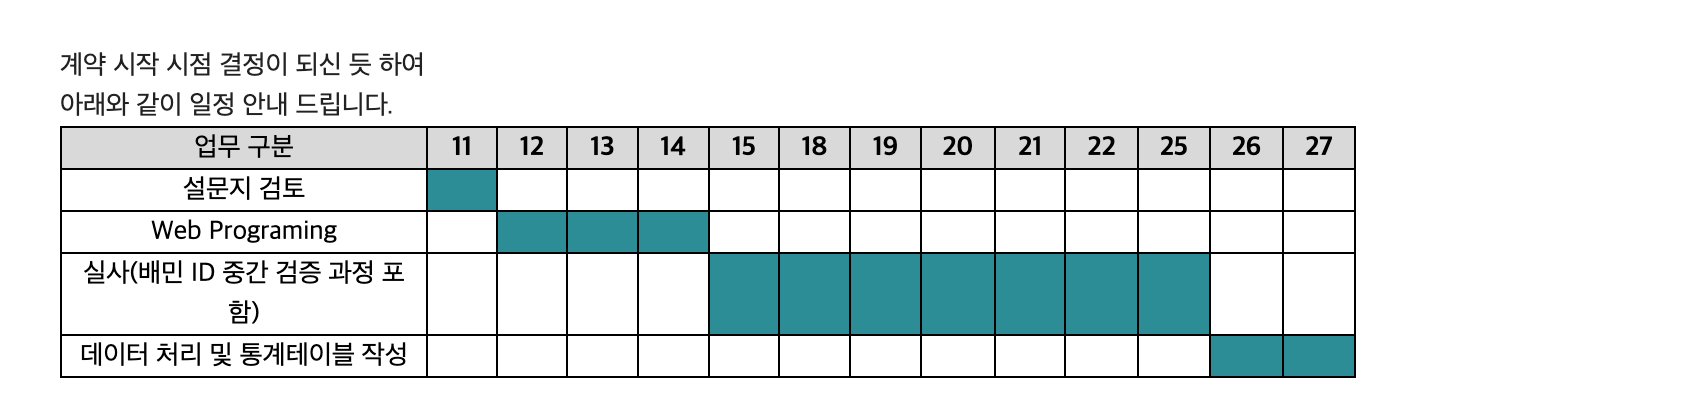 계약 시작 시점 결정이 되신 듯 하여
아래와 같이 일정 안내 드립니다.
업무 구분 11 12 13 14 15 18 19 20 21 22 25 26 27
설문지 검토
Web Programing
실사(배민 ID 중간 검증 과정 포
함)
데이터 처리 및 통계테이블 작성